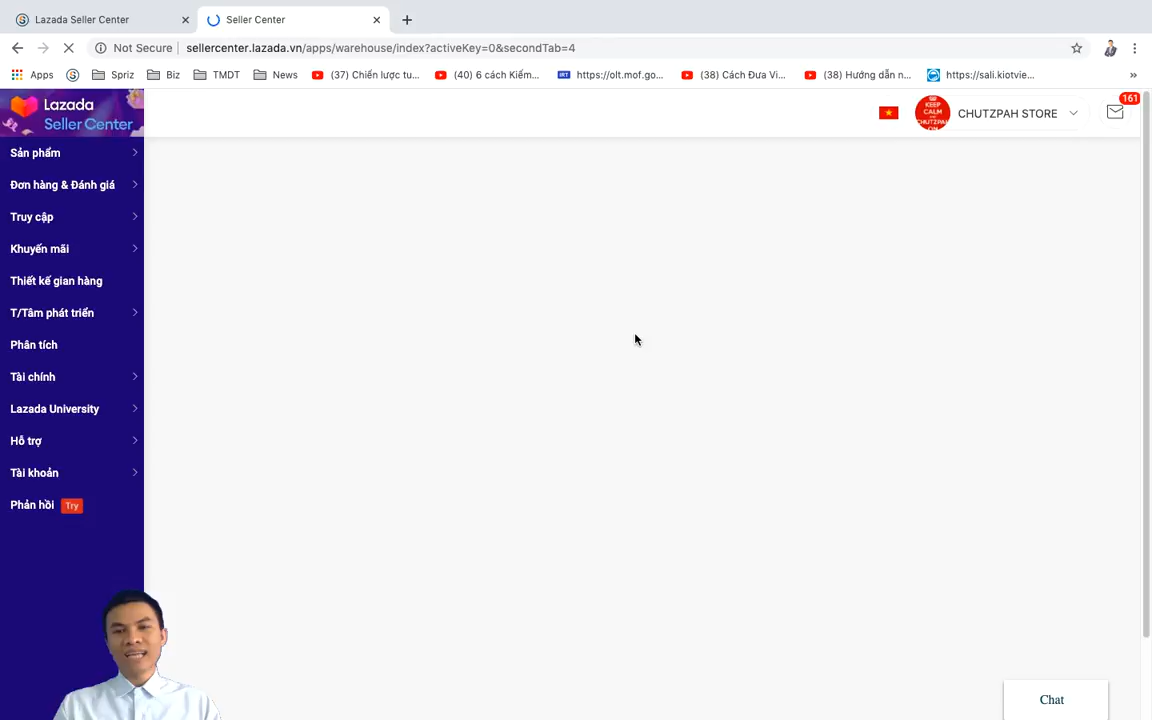 Lazada Seller Center
Seller Center
Not Secure
sellercenter.lazada.vn/apps/warehouse/index?activeKey=0&secondTab=4
Apps
Spriz
Biz
TMDT
News
(37) Chiến lược tư...
(40) 6 cách Kiếm...
https://olt.mof.go...
(38) Cách Đưa Vi...
(38) Hướng dẫn n...
https://sali.kiotvie...
»
Lazada
Seller Center
KEEP
CALM
CHUTZPAH STORE
161
Sản phẩm
Đơn hàng & Đánh giá
Truy cập
Khuyến mãi
Thiết kế gian hàng
T/Tâm phát triển
Phân tích
Tài chính
Lazada University
Hỗ trợ
Tài khoản
Phản hồi Try
Chat